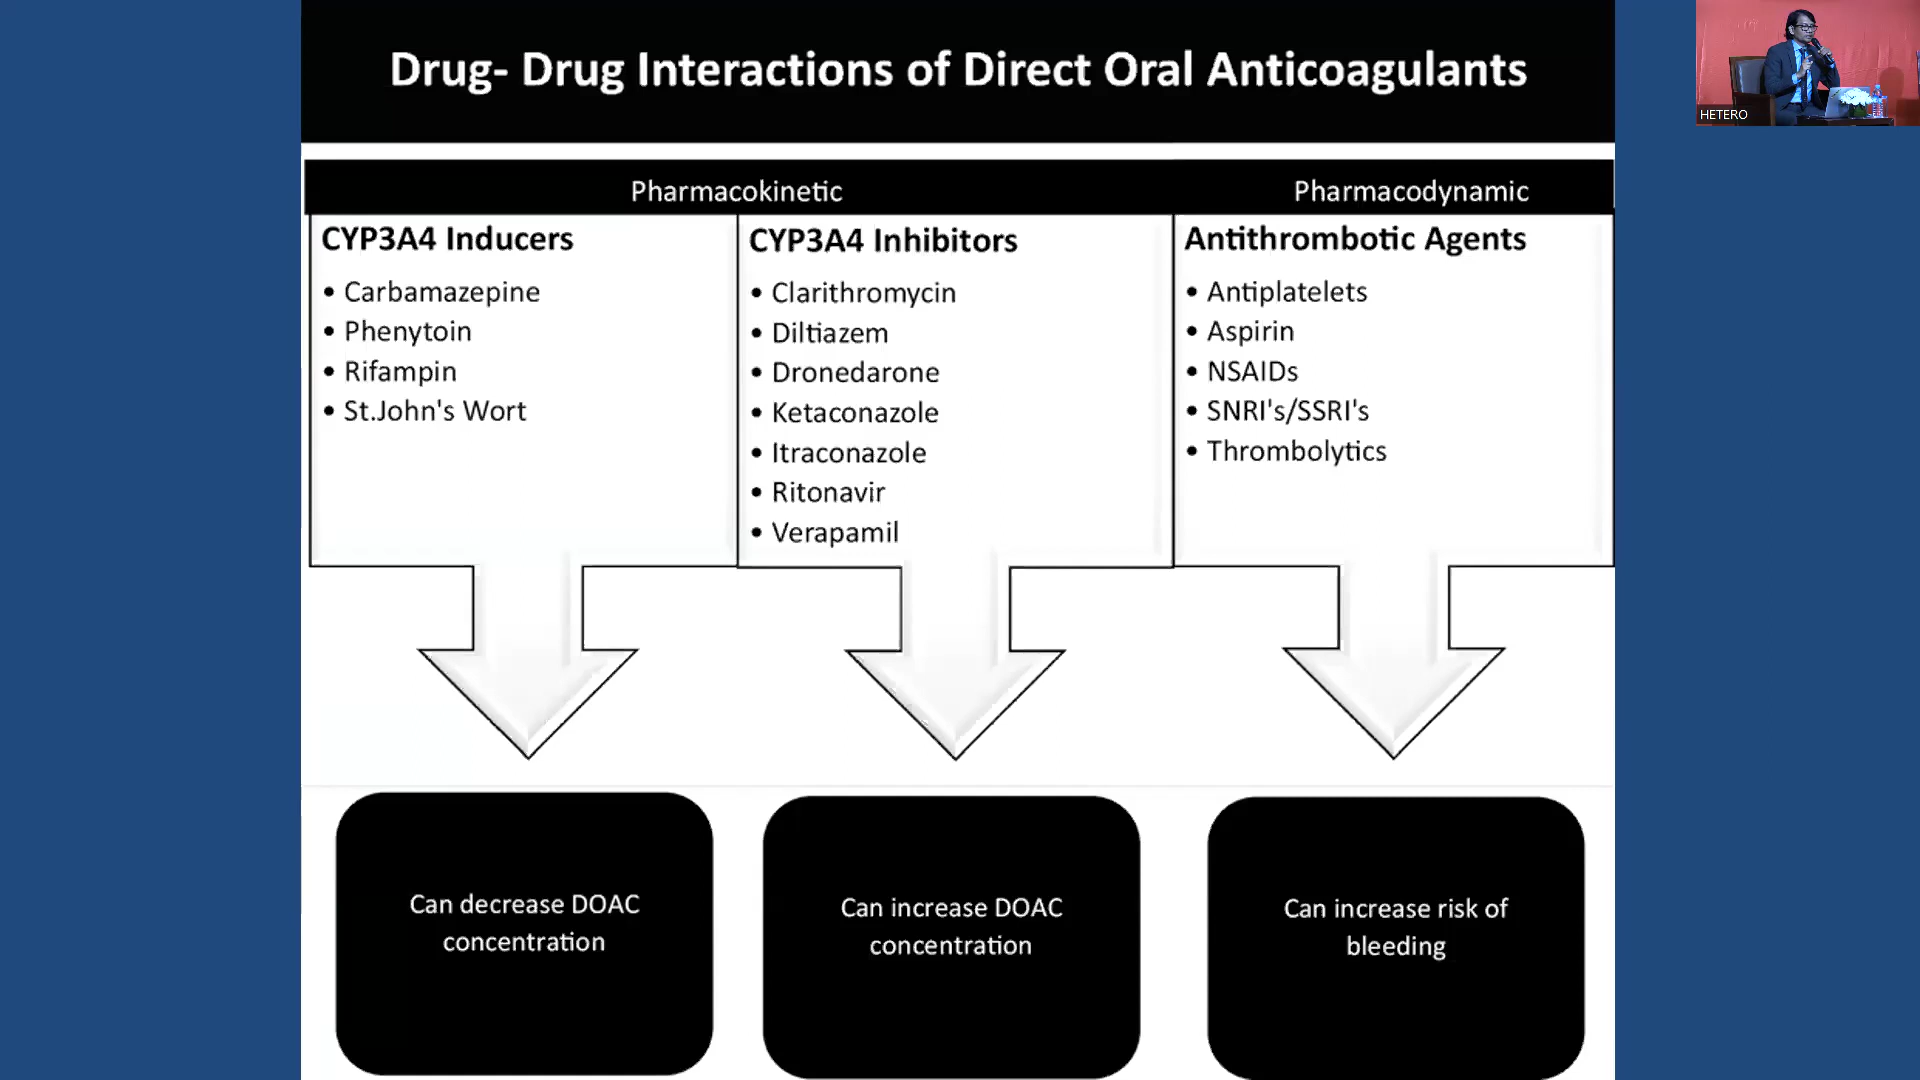 Drug- Drug Interactions of Direct Oral Anticoagulants
HETERO
Pharmacokinetic
Pharmacodynamic
CYP3A4 Inducers
• Carbamazepine
• Phenytoin
• Rifampin
• St.John's Wort
CYP3A4 Inhibitors
• Clarithromycin
• Diltiazem
• Dronedarone
• Ketaconazole
• Itraconazole
• Ritonavir
• Verapamil
Antithrombotic Agents
• Antiplatelets
• Aspirin
• NSAIDs
• SNRI's/SSRI's
• Thrombolytics
Can decrease DOAC
concentration
Can increase DOAC
concentration
Can increase risk of
bleeding